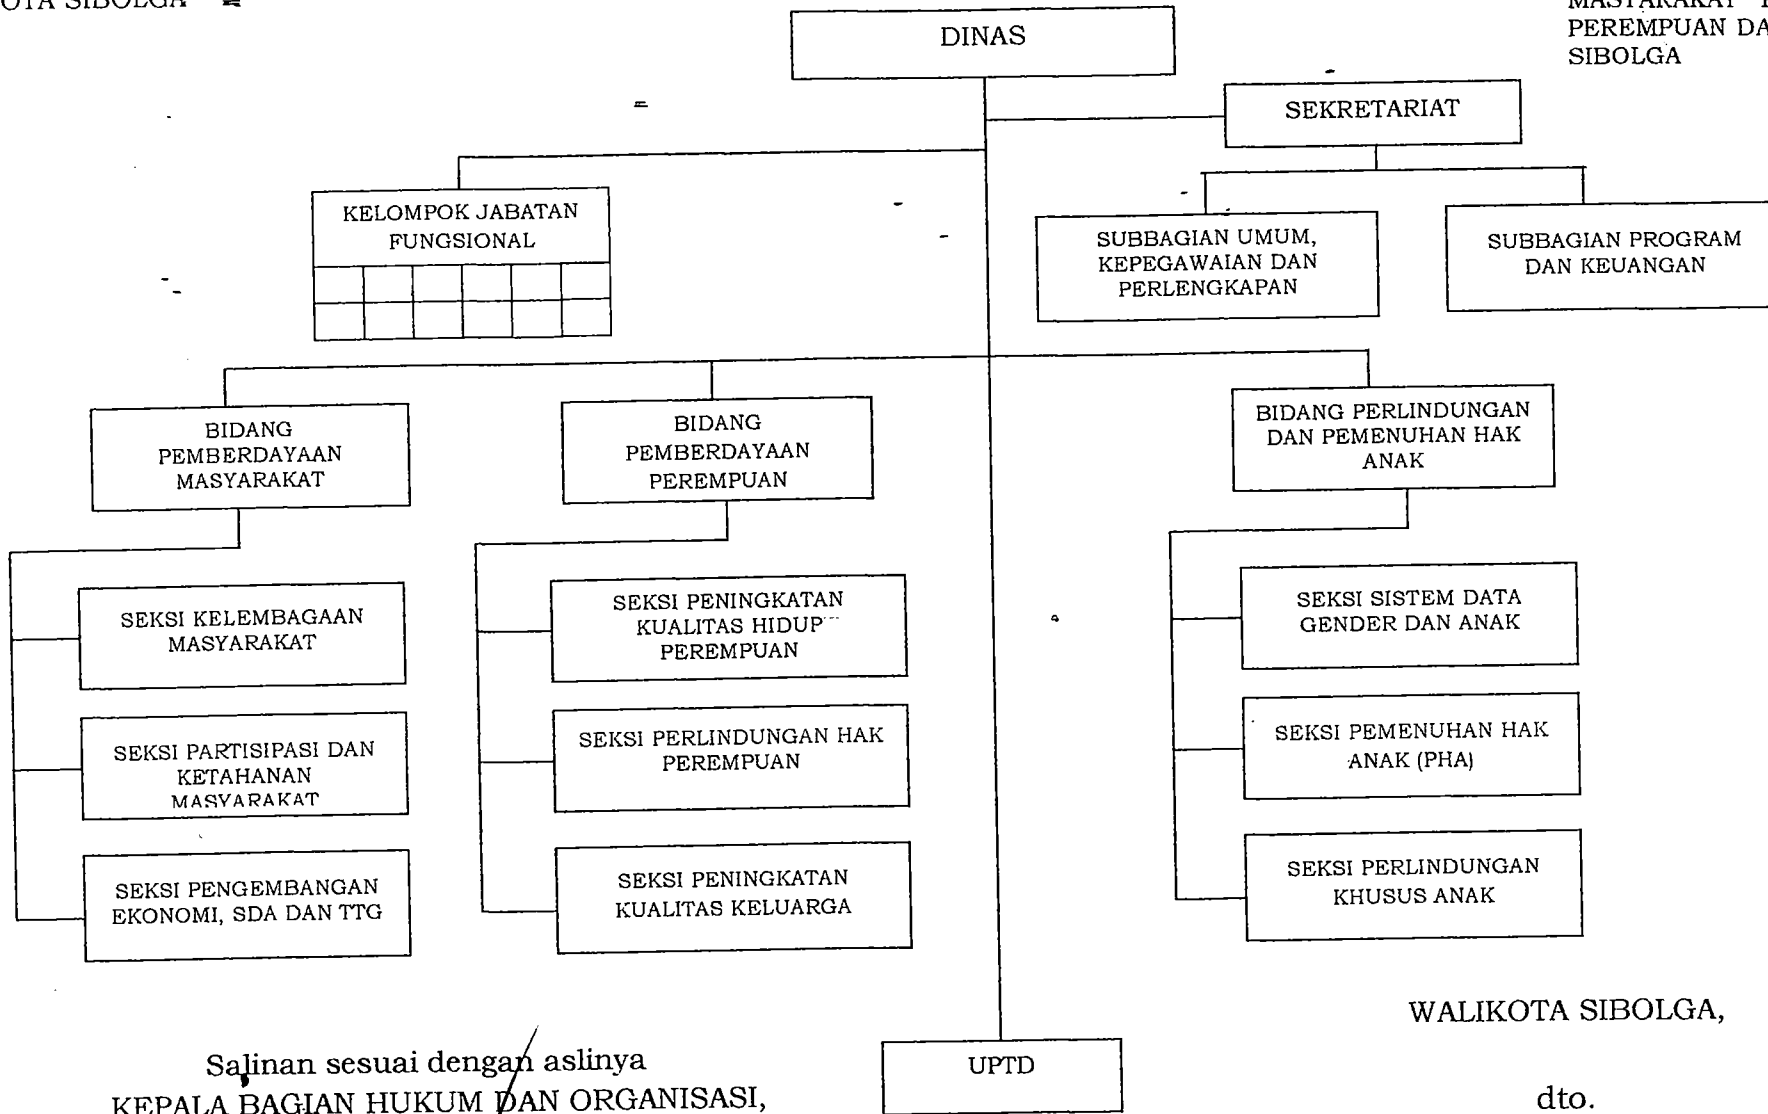 OTA SIBOLGA
PEREMPUAN DA
SIBOLGA
DINAS
SEKRETARIAT
KELOMPOK JABATAN
FUNGSIONAL
SUBBAGIAN UMUM,
KEPEGAWAIAN DAN
PERLENGKAPAN
SUBBAGIAN PROGRAM
DAN KEUANGAN
BIDANG
PEMBERDAYAAN
MASYARAKAT
BIDANG
PEMBERDAYAAN
PEREMPUAN
BIDANG PERLINDUNGAN
DAN PEMENUHAN HAK
ANAK
SEKSI KELEMBAGAAN
MASYARAKAT
SEKSI PENINGKATAN
KUALITAS HIDUP
PEREMPUAN
SEKSI SISTEM DATA
GENDER DAN ANAK
SEKSI PARTISIPASI DAN
KETAHANAN
MASYARAKAT
SEKSI PERLINDUNGAN HAK
PEREMPUAN
SEKSI PEMENUHAN HAK
ANAK (PHA)
SEKSI PENGEMBANGAN
EKONOMI, SDA DAN TTG
SEKSI PENINGKATAN
KUALITAS KELUARGA
SEKSI PERLINDUNGAN
KHUSUS ANAK
WALIKOTA SIBOLGA,
dto.
UPTD
Salinan sesuai dengan aslinya
KEPALA BAGIAN HUKUM DAN ORGANISASI,